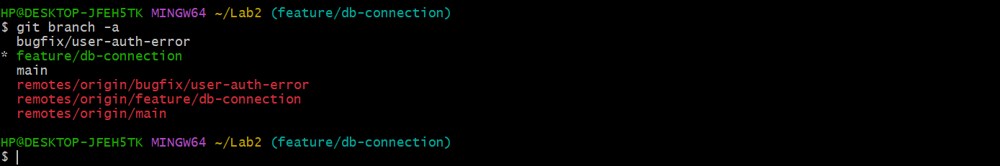 HP@DESKTOP-JFEH5TK MINGW64 ~/Lab2 (feature/db-connection)
$ git branch -a
  bugfix/user-auth-error
* feature/db-connection
  main
  remotes/origin/bugfix/user-auth-error
  remotes/origin/feature/db-connection
  remotes/origin/main
HP@DESKTOP-JFEH5TK MINGW64 ~/Lab2 (feature/db-connection)
$